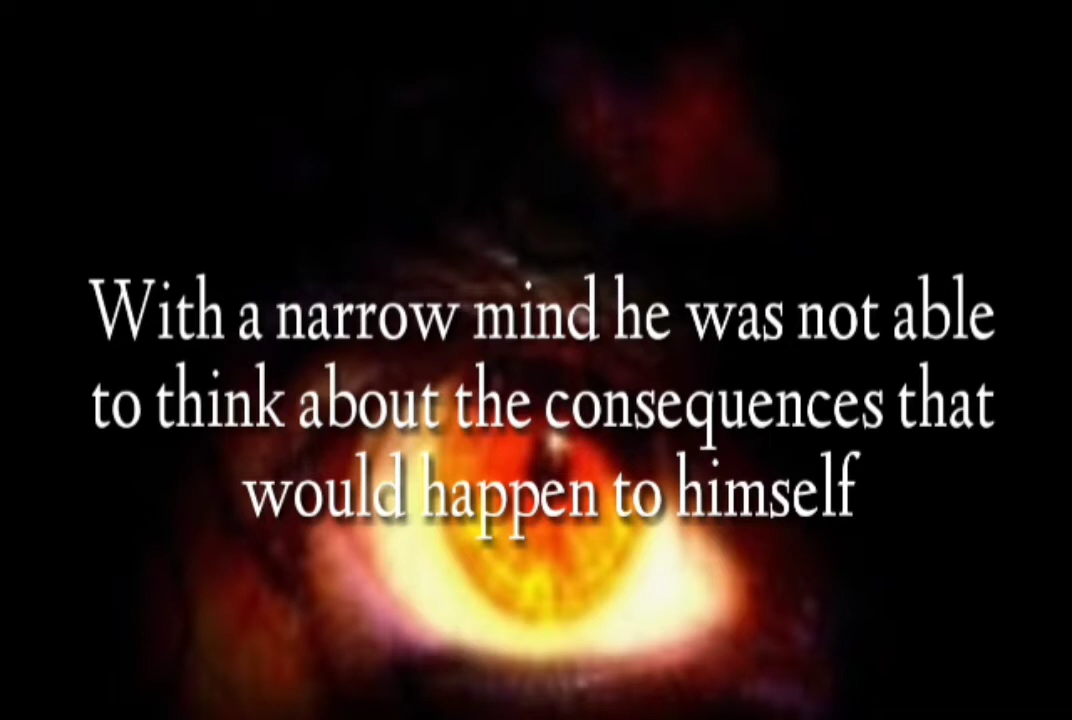 With a narrow mind he was not able
to think about the consequences that
would happen to himself